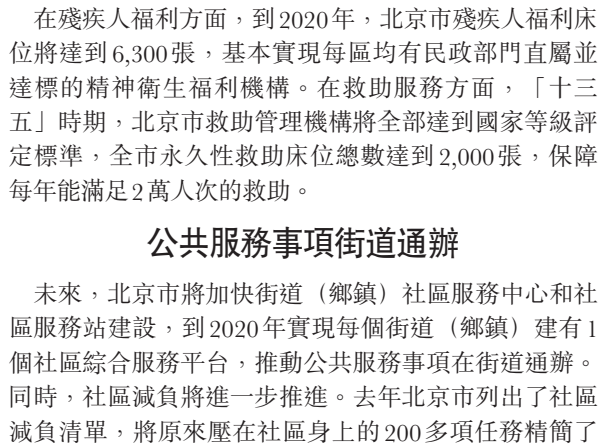 在殘疾人福利方面，到2020年，北京市殘疾人福利床
位將達到6,300張，基本實現每區均有民政部門直屬並
達標的精神衛生福利機構。在救助服務方面，「十三
五」時期，北京市救助管理機構將全部達到國家等級評
定標準，全市永久性救助床位總數達到2,000張，保障
每年能滿足2萬人次的救助。
公共服務事項街道通辦
未來，北京市將加快街道（鄉鎮）社區服務中心和社
區服務站建設，到2020年實現每個街道（鄉鎮）建有1
個社區綜合服務平台，推動公共服務事項在街道通辦。
同時，社區減負將進一步推進。去年北京市列出了社區
減負清單，將原來壓在社區身上的200多項任務精簡了